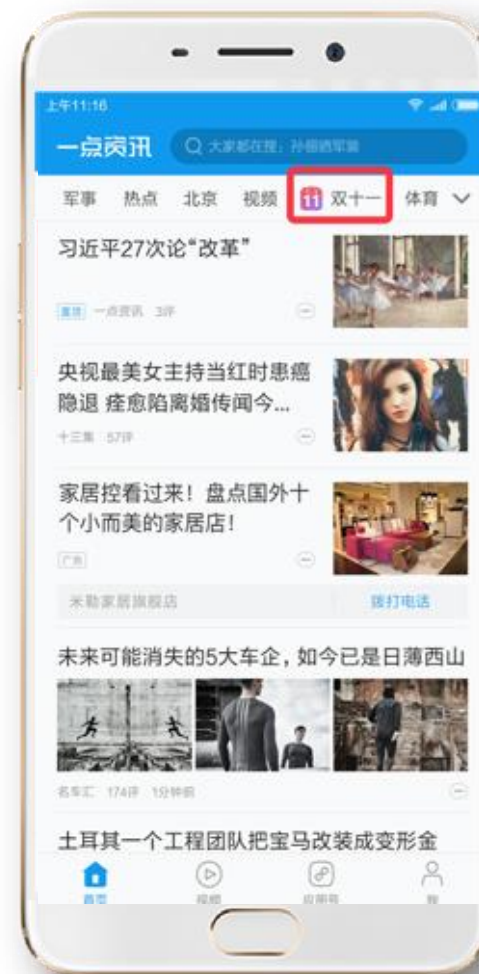 上午11:16
一点资讯
大家都在搜：孙俪晒军装
军事 热点 北京 视频 11 双十一 体育
习近平27次论“改革”
置顶 一点资讯 3评
央视最美女主持当红时患癌
隐退 痊愈陷离婚传闻今...
十三集 57评
家居控看过来！盘点国外十
个小而美的家居店！
广告
米勒家居旗舰店 拨打电话
未来可能消失的5大车企，如今已是日薄西山
名车汇 174评 1分钟前
土耳其一个工程团队把宝马改装成变形金
首页 视频 应用号 我